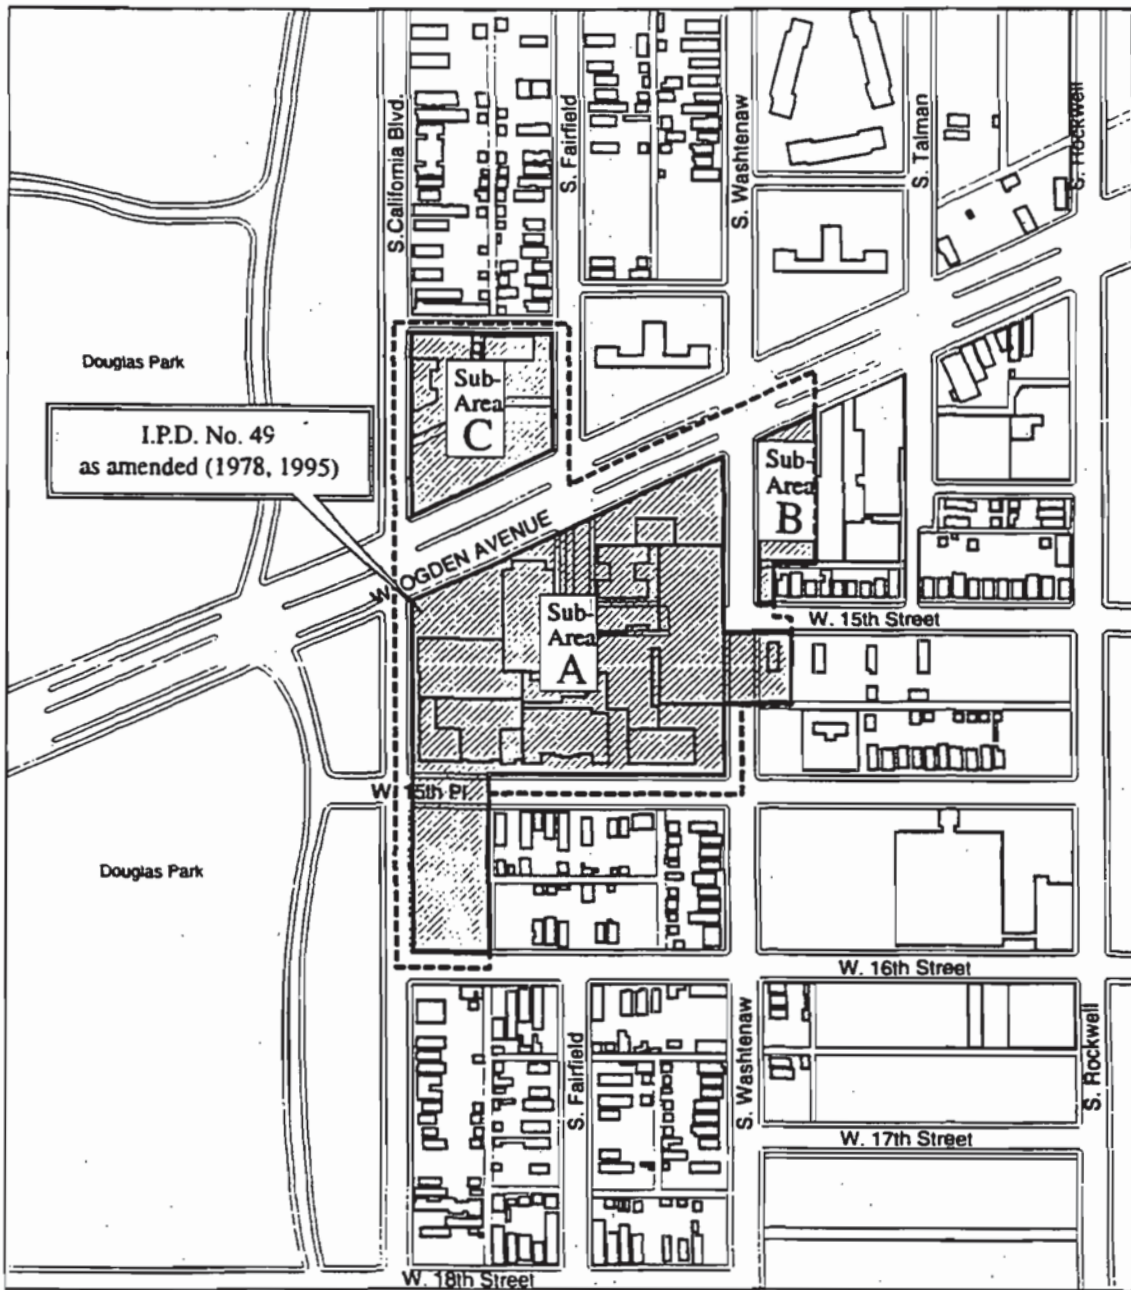 S. California Blvd.
S. Fairfield
S. Washtenaw
S. Talman
S. Rockwell
Douglas Park
I.P.D. No. 49
as amended (1978, 1995)
Sub-
Area
C
Sub-
Area
B
W. OGDEN AVENUE
Sub-
Area
A
W. 15th Street
W. 15th Pl.
Douglas Park
W. 16th Street
S. Fairfield
S. Washtenaw
S. Rockwell
W. 17th Street
W. 18th Street